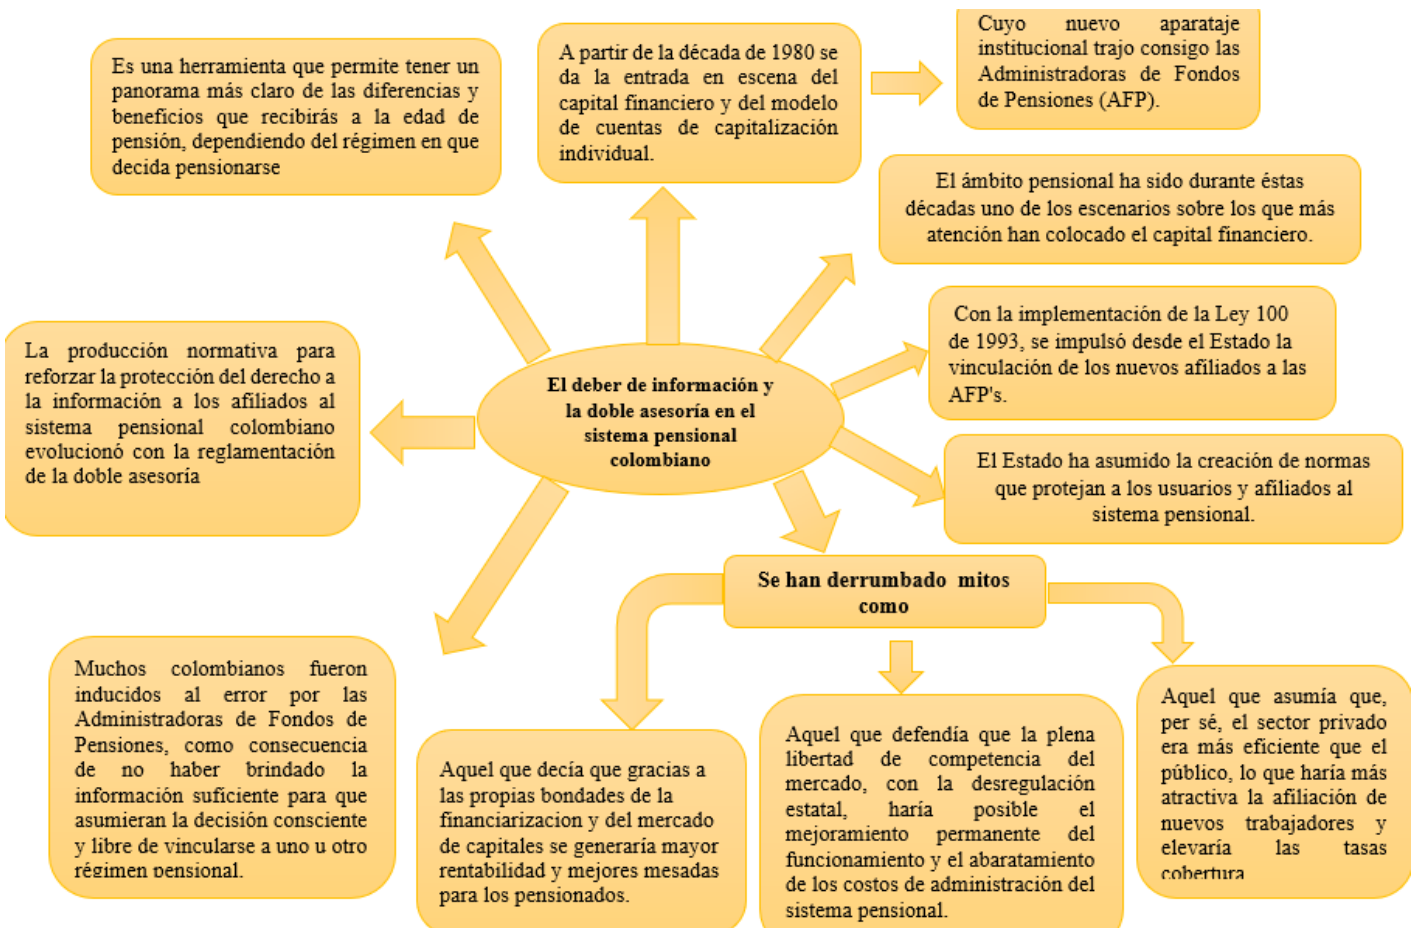 Es una herramienta que permite tener un
panorama más claro de las diferencias y
beneficios que recibirás a la edad de
pensión, dependiendo del régimen en que
decida pensionarse
A partir de la década de 1980 se
da la entrada en escena del
capital financiero y del modelo
de cuentas de capitalización
individual.
Cuyo nuevo aparataje
institucional trajo consigo las
Administradoras de Fondos
de Pensiones (AFP).
El ámbito pensional ha sido durante éstas
décadas uno de los escenarios sobre los que más
atención han colocado el capital financiero.
Con la implementación de la Ley 100
de 1993, se impulsó desde el Estado la
vinculación de los nuevos afiliados a las
AFP's.
La producción normativa para
reforzar la protección del derecho a
la información a los afiliados al
sistema pensional colombiano
evolucionó con la reglamentación
de la doble asesoría
El deber de información y
la doble asesoría en el
sistema pensional
colombiano
El Estado ha asumido la creación de normas
que protejan a los usuarios y afiliados al
sistema pensional.
Se han derrumbado mitos
como
Muchos colombianos fueron
inducidos al error por las
Administradoras de Fondos de
Pensiones, como consecuencia
de no haber brindado la
información suficiente para que
asumieran la decisión consciente
y libre de vincularse a uno u otro
régimen pensional.
Aquel que decía que gracias a
las propias bondades de la
financiarizacion y del mercado
de capitales se generaría mayor
rentabilidad y mejores mesadas
para los pensionados.
Aquel que defendía que la plena
libertad de competencia del
mercado, con la desregulación
estatal, haría posible el
mejoramiento permanente del
funcionamiento y el abaratamiento
de los costos de administración del
sistema pensional.
Aquel que asumía que,
per sé, el sector privado
era más eficiente que el
público, lo que haría más
atractiva la afiliación de
nuevos trabajadores y
elevaría las tasas
cobertura